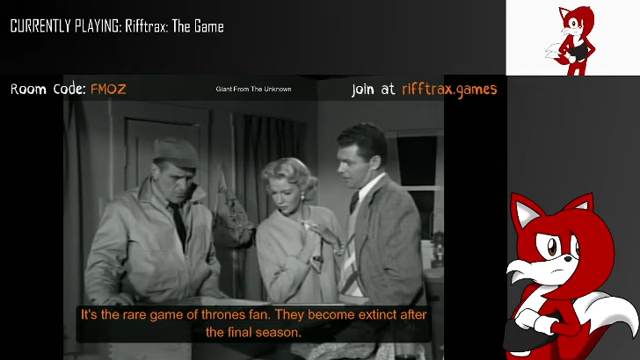 CURRENTLY PLAYING: Rifftrax: The Game
Room Code: FMOZ
Giant From The Unknown
join at rifftrax.games
It's the rare game of thrones fan. They become extinct after
the final season.